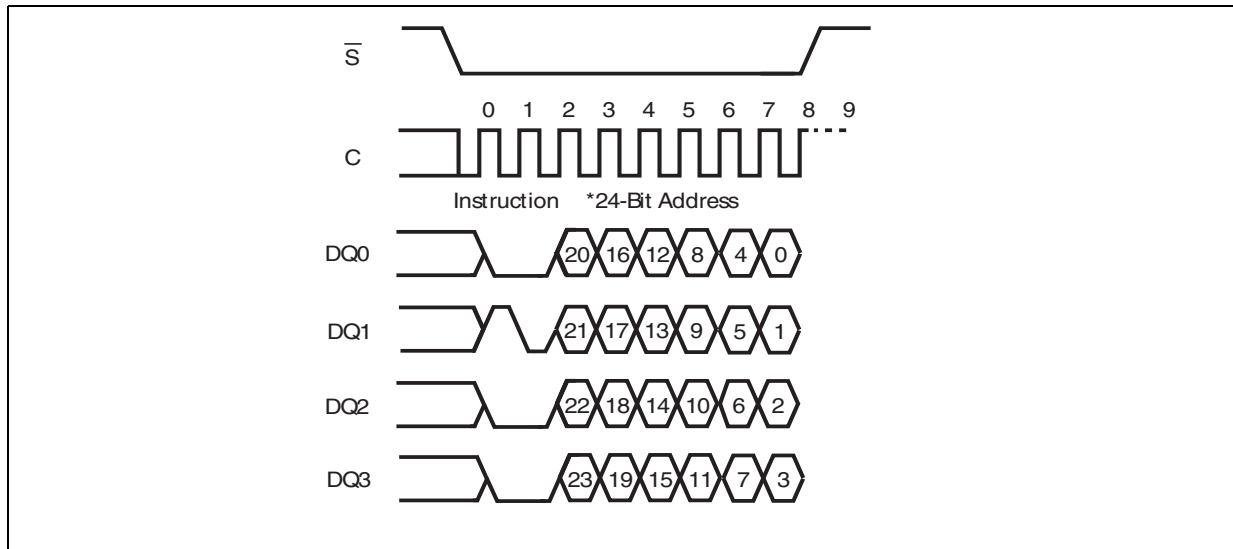 S
0 1 2 3 4 5 6 7 8 9
C
Instruction *24-Bit Address
DQ0 20 16 12 8 4 0
DQ1 21 17 13 9 5 1
DQ2 22 18 14 10 6 2
DQ3 23 19 15 11 7 3